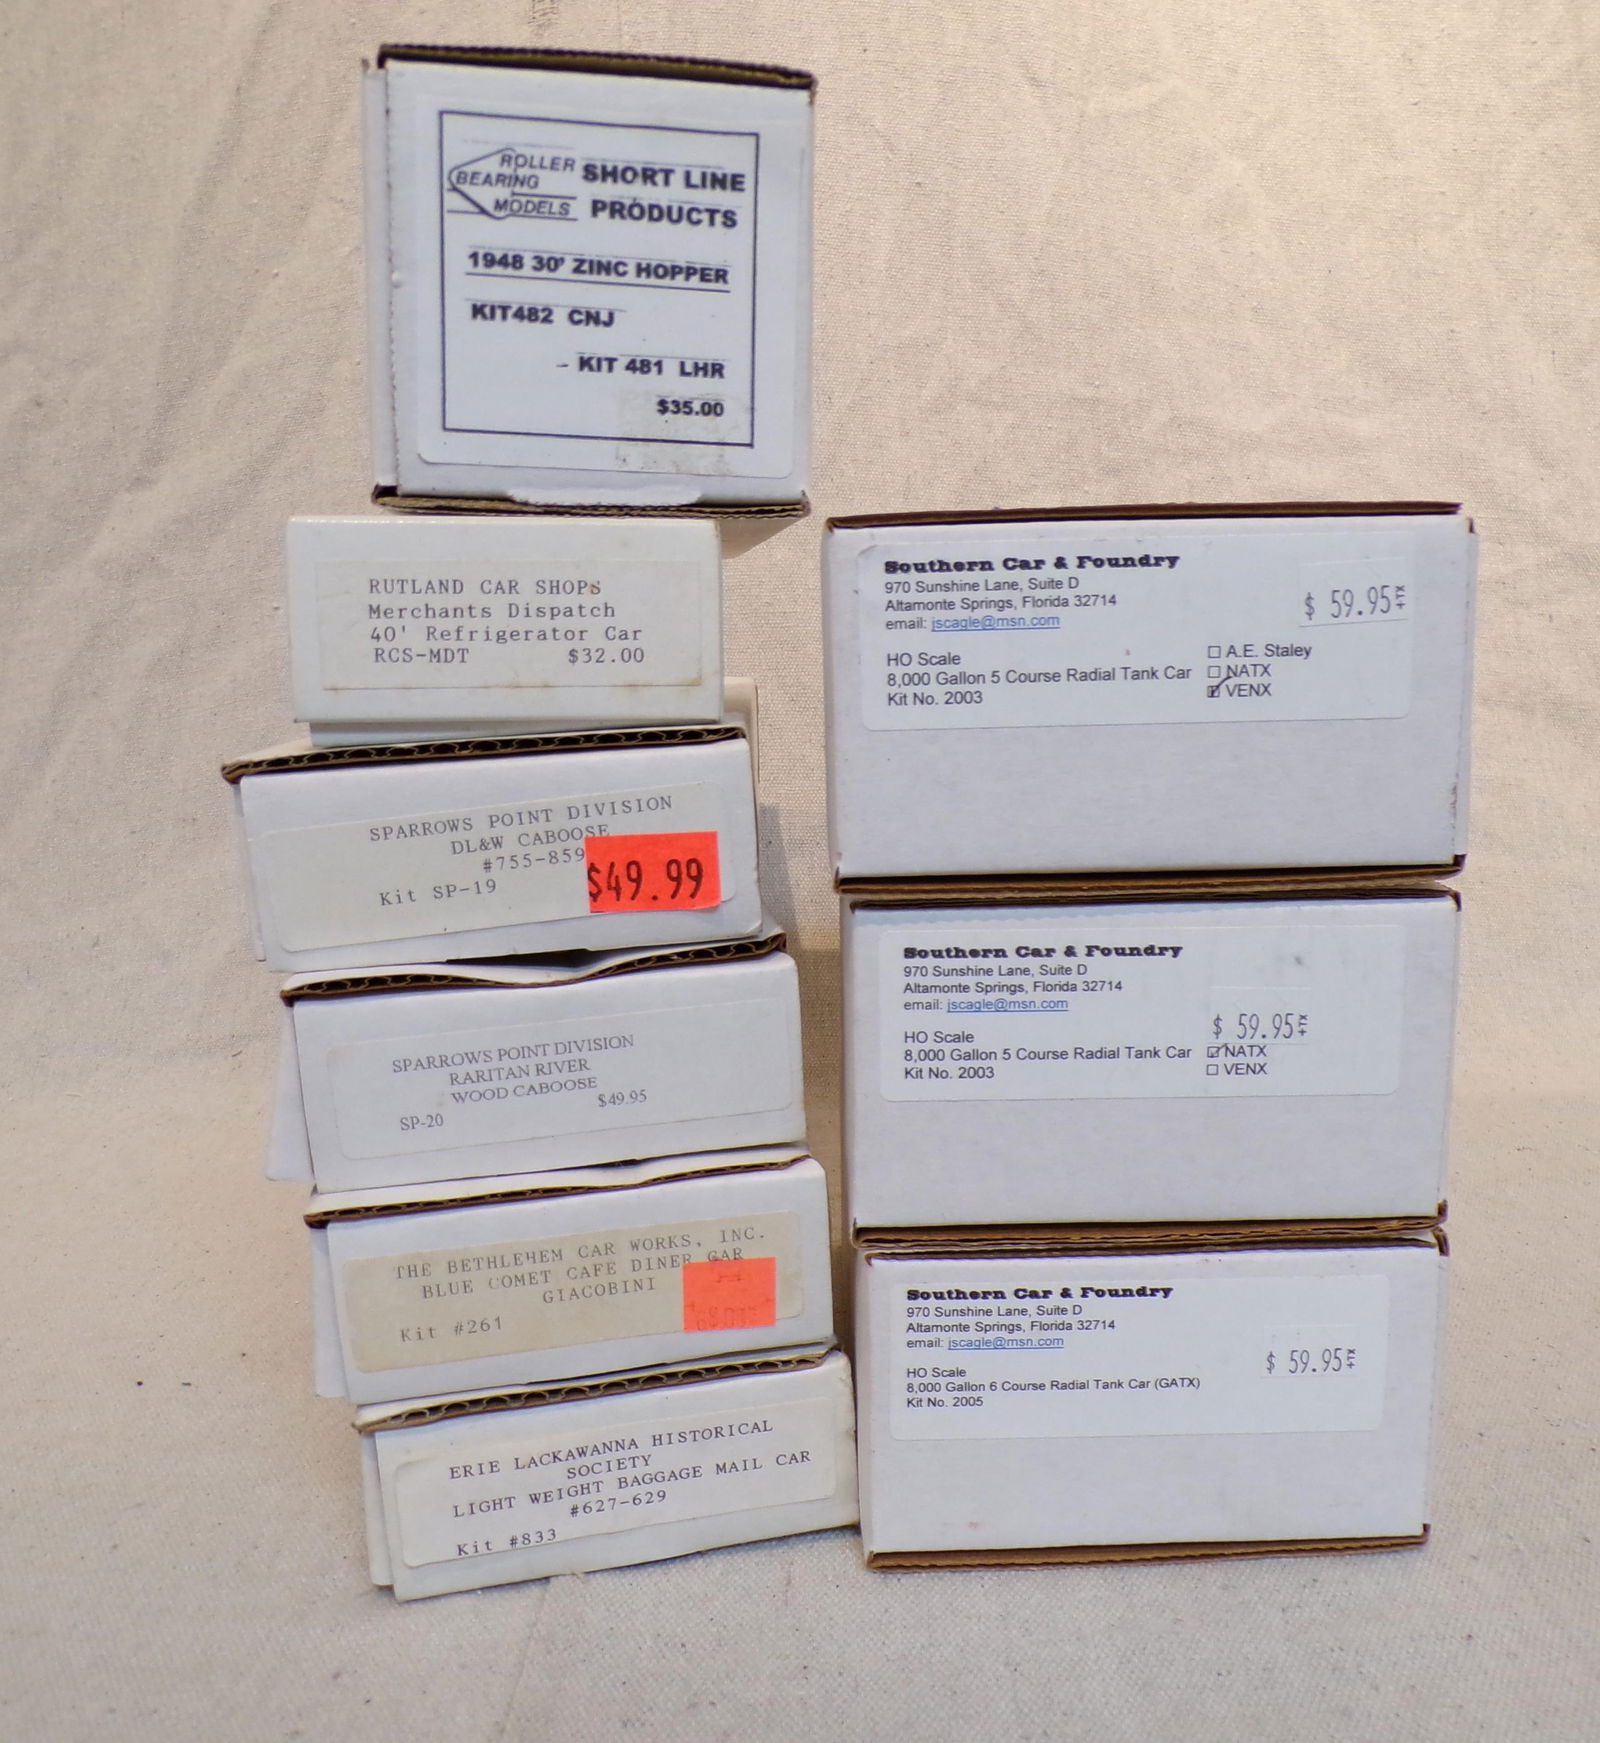 ROLLER
BEARING
MODELS
SHORT LINE
PRODUCTS
1948 30' ZINC HOPPER
KIT482 CNJ
- KIT 481 LHR
$35.00
RUTLAND CAR SHOPS
Merchants Dispatch
40' Refrigerator Car
RCS-MDT $32.00
SPARROWS POINT DIVISION
DL&W CABOOSE
#755-859
Kit SP-19
$49.99
SPARROWS POINT DIVISION
RARITAN RIVER
WOOD CABOOSE
SP-20 $49.95
THE BETHLEHEM CAR WORKS, INC.
BLUE COMET CAFE DINER CAR
GIACOBINI
Kit #261
ERIE LACKAWANNA HISTORICAL
SOCIETY
LIGHT WEIGHT BAGGAGE MAIL CAR
#627-629
Kit #833
Southern Car & Foundry
970 Sunshine Lane, Suite D
Altamonte Springs, Florida 32714
email: jscagle@msn.com
$ 59.95
HO Scale
8,000 Gallon 5 Course Radial Tank Car
Kit No. 2003
A.E. Staley
NATX
VENX
Southern Car & Foundry
970 Sunshine Lane, Suite D
Altamonte Springs, Florida 32714
email: jscagle@msn.com
$ 59.95
HO Scale
8,000 Gallon 5 Course Radial Tank Car
Kit No. 2003
NATX
VENX
Southern Car & Foundry
970 Sunshine Lane, Suite D
Altamonte Springs, Florida 32714
email: jscagle@msn.com
$ 59.95
HO Scale
8,000 Gallon 6 Course Radial Tank Car (GATX)
Kit No. 2005